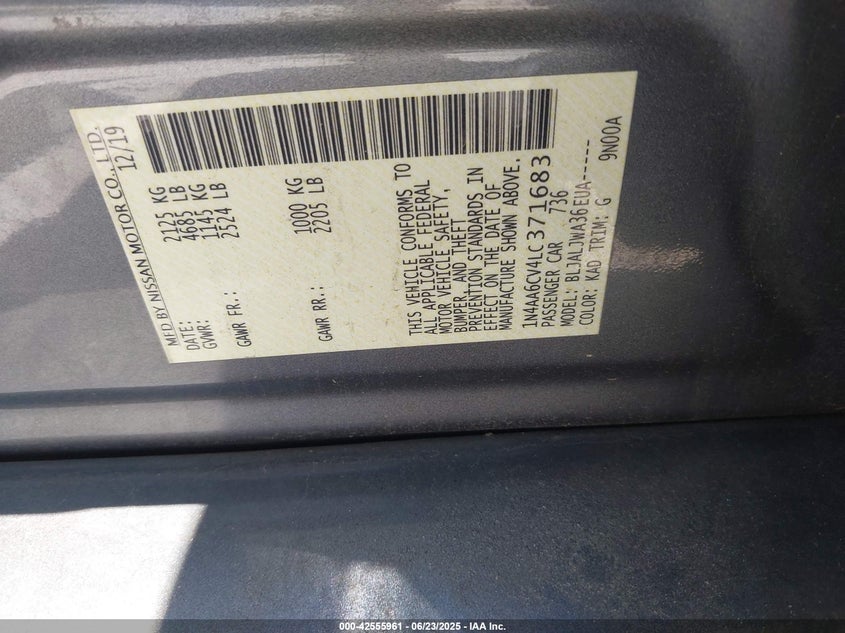 MFD BY NISSAN MOTOR CO., LTD.
DATE: 12/19
GVWR: 2125 KG
4685 LB
GAWR FR.: 1145 KG
2524 LB
GAWR RR.: 1000 KG
2205 LB
THIS VEHICLE CONFORMS TO
ALL APPLICABLE FEDERAL
MOTOR VEHICLE SAFETY,
BUMPER, AND THEFT
PREVENTION STANDARDS IN
EFFECT ON THE DATE OF
MANUFACTURE SHOWN ABOVE.
1N4AA6CV4LC371683
PASSENGER CAR 736
MODEL: BLJALJWA36EUA-----
COLOR: KAD TRIM: G 9N00A
000-42555961 - 06/23/2025 - IAA Inc.